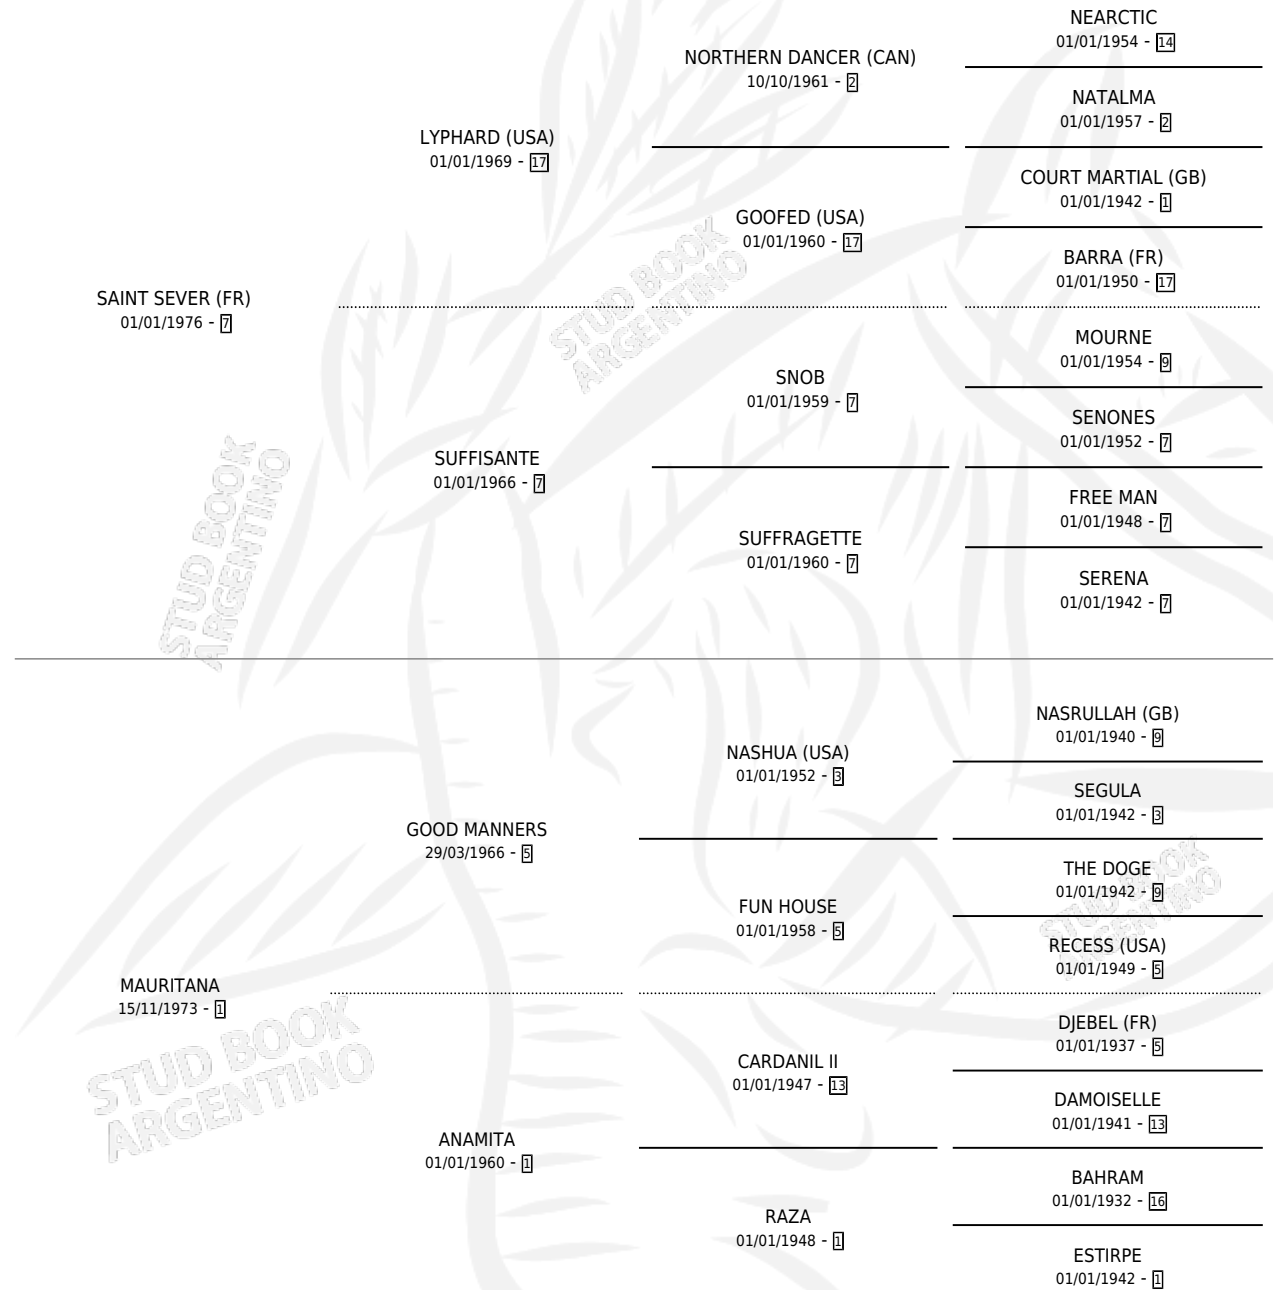 NEARCTIC
01/01/1954 - 14
NORTHERN DANCER (CAN)
10/10/1961 - 2
NATALMA
01/01/1957 - 2
LYPHARD (USA)
01/01/1969 - 17
COURT MARTIAL (GB)
01/01/1942 - 1
GOOFED (USA)
01/01/1960 - 17
BARRA (FR)
01/01/1950 - 17
SAINT SEVER (FR)
01/01/1976 - 7
STUD BOOK
ARGENTINO
MOURNE
01/01/1954 - 9
SNOB
01/01/1959 - 7
SENONES
01/01/1952 - 7
SUFFISANTE
01/01/1966 - 7
FREE MAN
01/01/1948 - 7
SUFFRAGETTE
01/01/1960 - 7
SERENA
01/01/1942 - 7
STUD BOOK
ARGENTINO
NASRULLAH (GB)
01/01/1940 - 9
NASHUA (USA)
01/01/1952 - 3
SEGULA
01/01/1942 - 3
GOOD MANNERS
29/03/1966 - 5
THE DOGE
01/01/1942 - 9
FUN HOUSE
01/01/1958 - 5
STUD BOOK
ARGENTINO
RECESS (USA)
01/01/1949 - 5
MAURITANA
15/11/1973 - 1
STUD BOOK
ARGENTINO
DJEBEL (FR)
01/01/1937 - 5
CARDANIL II
01/01/1947 - 13
DAMOISELLE
01/01/1941 - 13
ANAMITA
01/01/1960 - 1
BAHRAM
01/01/1932 - 16
RAZA
01/01/1948 - 1
ESTIRPE
01/01/1942 - 1